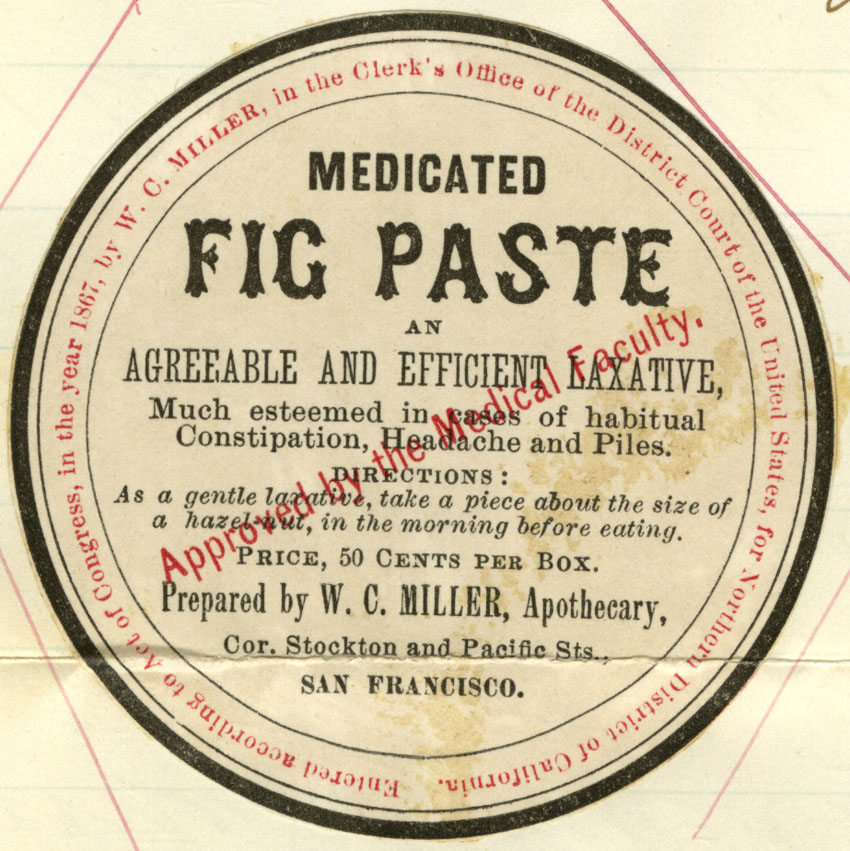 Entered according to Act of Congress, in the year 1867, by W. C. MILLER, in the Clerk's Office of the District Court of the United States, for Northern District of California.
MEDICATED
FIG PASTE
AN
AGREEABLE AND EFFICIENT LAXATIVE,
Much esteemed in cases of habitual
Constipation, Headache and Piles.
DIRECTIONS:
As a gentle laxative, take a piece about the size of
a hazel-nut, in the morning before eating.
PRICE, 50 CENTS PER BOX.
Prepared by W. C. MILLER, Apothecary,
Cor. Stockton and Pacific Sts.,
SAN FRANCISCO.
Approved by the Medical Faculty.